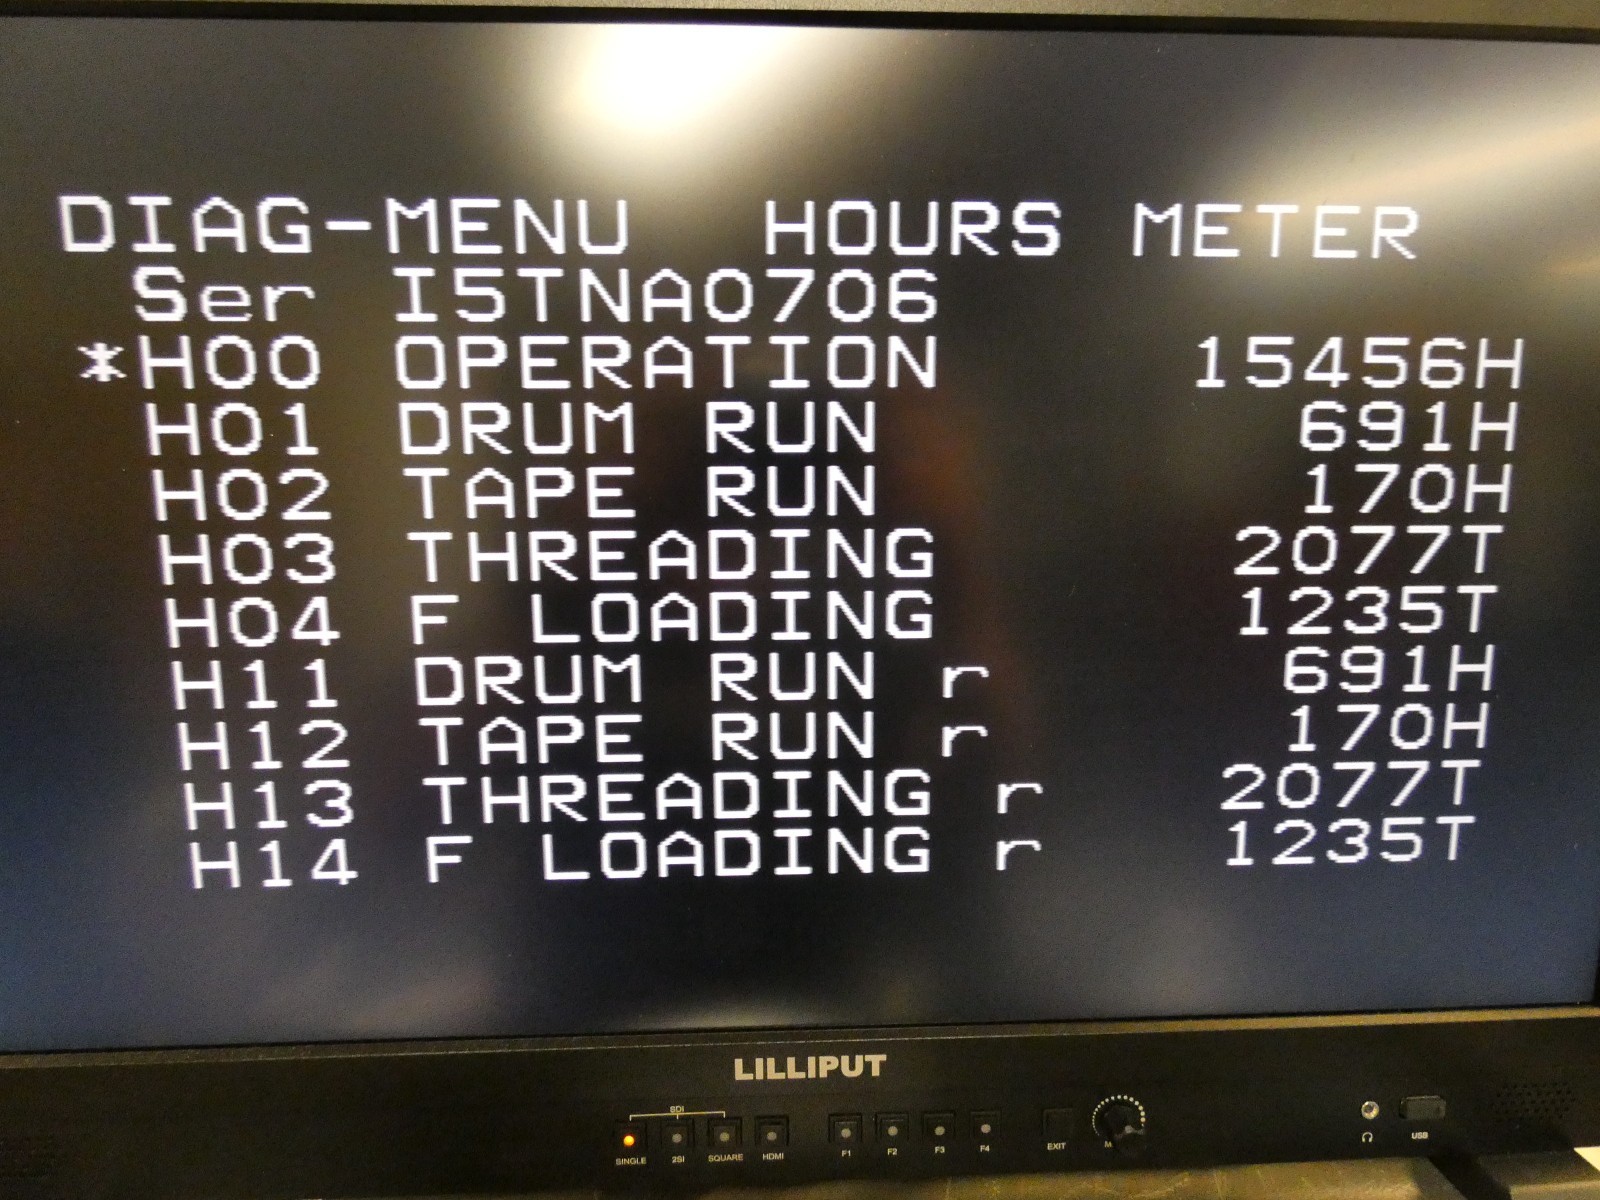 DIAG-MENU HOURS METER
Ser I5TNA0706
*H00 OPERATION 15456H
H01 DRUM RUN 691H
H02 TAPE RUN 170H
H03 THREADING 2077T
H04 F LOADING 1235T
H11 DRUM RUN r 691H
H12 TAPE RUN r 170H
H13 THREADING r 2077T
H14 F LOADING r 1235T
LILLIPUT
SDI
SINGLE 2SI SQUARE HDMI F1 F2 F3 F4 EXIT M USB